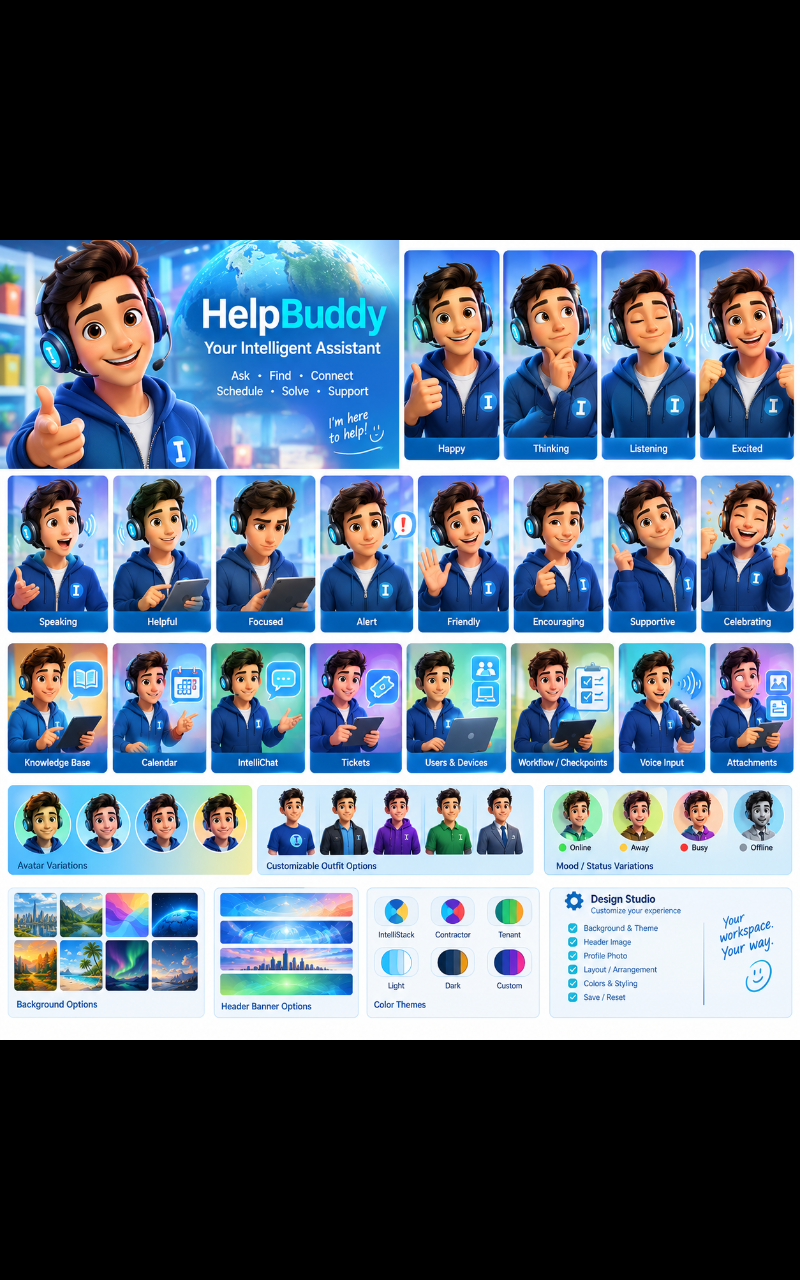 HelpBuddy
Your Intelligent Assistant
Ask • Find • Connect
Schedule • Solve • Support
I'm here
to help!
I
I
Happy
I
Thinking
I
Listening
I
Excited
I
Speaking
Helpful
Focused
!
I
Alert
I
Friendly
I
Encouraging
I
Supportive
I
Celebrating
I
Knowledge Base
I
Calendar
I
IntelliChat
Tickets
I
Users & Devices
Workflow / Checkpoints
I
Voice Input
Attachments
Avatar Variations
I
Customizable Outfit Options
Online
Away
Busy
Offline
Mood / Status Variations
Background Options
Header Banner Options
IntelliStack
Contractor
Tenant
Light
Dark
Custom
Color Themes
Design Studio
Customize your experience
Background & Theme
Header Image
Profile Photo
Layout / Arrangement
Colors & Styling
Save / Reset
Your
workspace.
Your way.